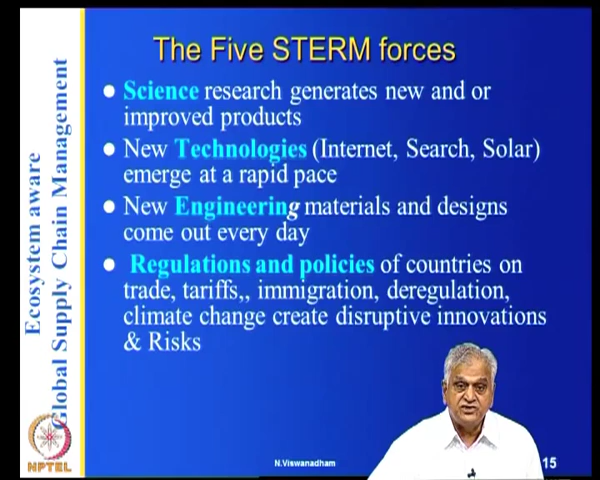 The Five STERM forces
Science research generates new and or
improved products
New Technologies (Internet, Search, Solar)
emerge at a rapid pace
New Engineering materials and designs
come out every day
Regulations and policies of countries on
trade, tariffs,, immigration, deregulation,
climate change create disruptive innovations
& Risks
Ecosystem aware
Global Supply Chain Management
NPTEL
N.Viswanadham
15